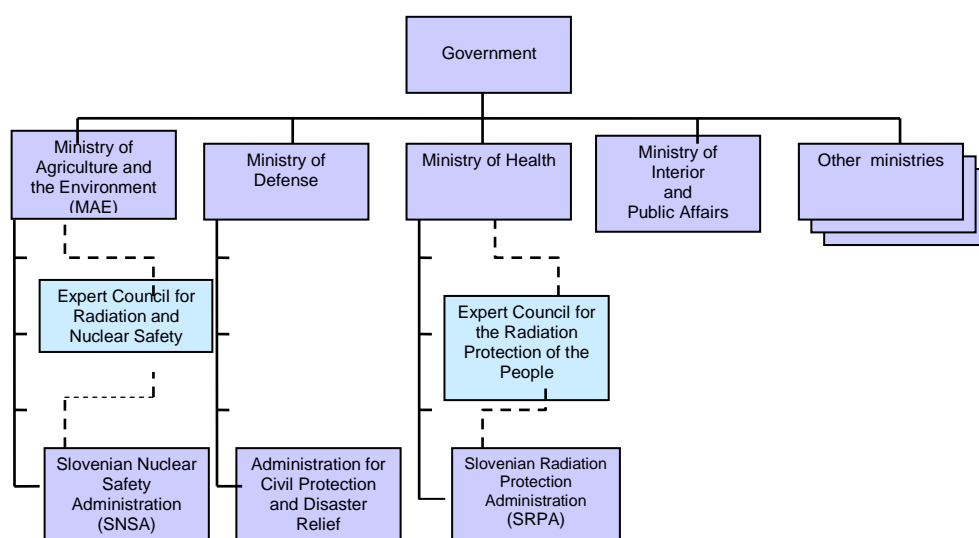 Government
Ministry of
Agriculture and
the Environment
(MAE)
Ministry of
Defense
Ministry of Health
Ministry of
Interior
and
Public Affairs
Other ministries
Expert Council for
Radiation and
Nuclear Safety
Expert Council for
the Radiation
Protection of the
People
Slovenian Nuclear
Safety
Administration
(SNSA)
Administration for
Civil Protection
and Disaster
Relief
Slovenian Radiation
Protection
Administration
(SRPA)